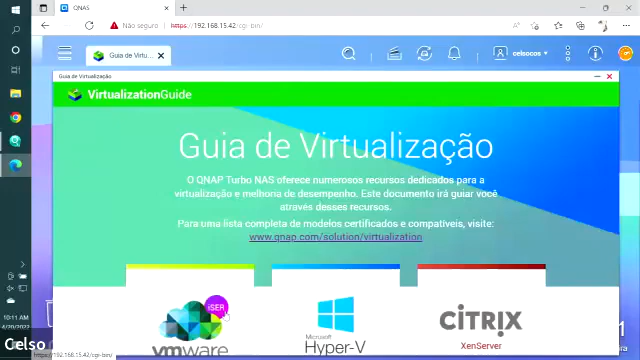 QNAS
Não seguro
https://192.168.15.42/cgi-bin/
Guia de Virtu...
celsocos
Guia de Virtualização
VirtualizationGuide
Guia de Virtualização
O QNAP Turbo NAS oferece numerosos recursos dedicados para a
virtualização e melhoria de desempenho. Este documento irá guiar você
através desses recursos.
Para uma lista completa de modelos certificados e compatíveis, visite:
www.qnap.com/solution/virtualization
iSER
vmware
Microsoft
Hyper-V
CITRIX
XenServer
10:11 AM
Celso
https://192.168.15.42/cgi-bin/